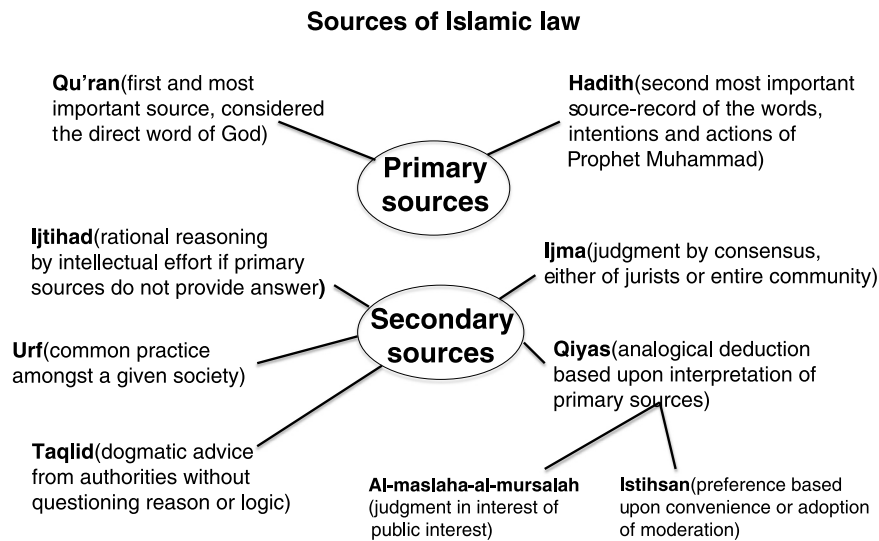 Sources of Islamic law
Qu'ran(first and most
important source, considered
the direct word of God)
Hadith(second most important
source-record of the words,
intentions and actions of
Prophet Muhammad)
Primary
sources
Ijtihad(rational reasoning
by intellectual effort if primary
sources do not provide answer)
Ijma(judgment by consensus,
either of jurists or entire community)
Secondary
sources
Urf(common practice
amongst a given society)
Qiyas(analogical deduction
based upon interpretation of
primary sources)
Taqlid(dogmatic advice
from authorities without
questioning reason or logic)
Al-maslaha-al-mursalah
(judgment in interest of
public interest)
Istihsan(preference based
upon convenience or adoption
of moderation)